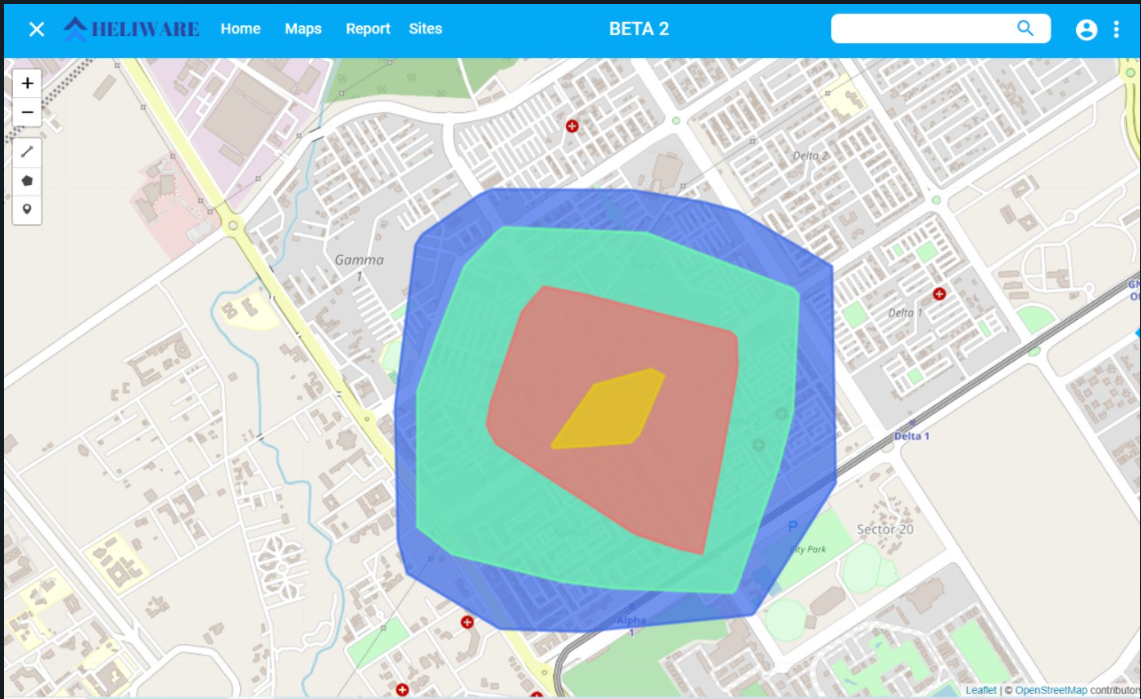 HELIWARE Home Maps Report Sites BETA 2
+
−
Delta 2
Gamma
1
Delta 1
Delta 1
P
Sector 20
City Park
Alpha
1
Leaflet | © OpenStreetMap contributor